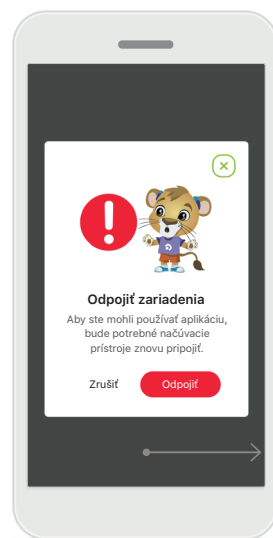 Odpojiť zariadenia
Aby ste mohli používať aplikáciu,
bude potrebné načúvacie
prístroje znovu pripojiť.
Zrušiť
Odpojiť